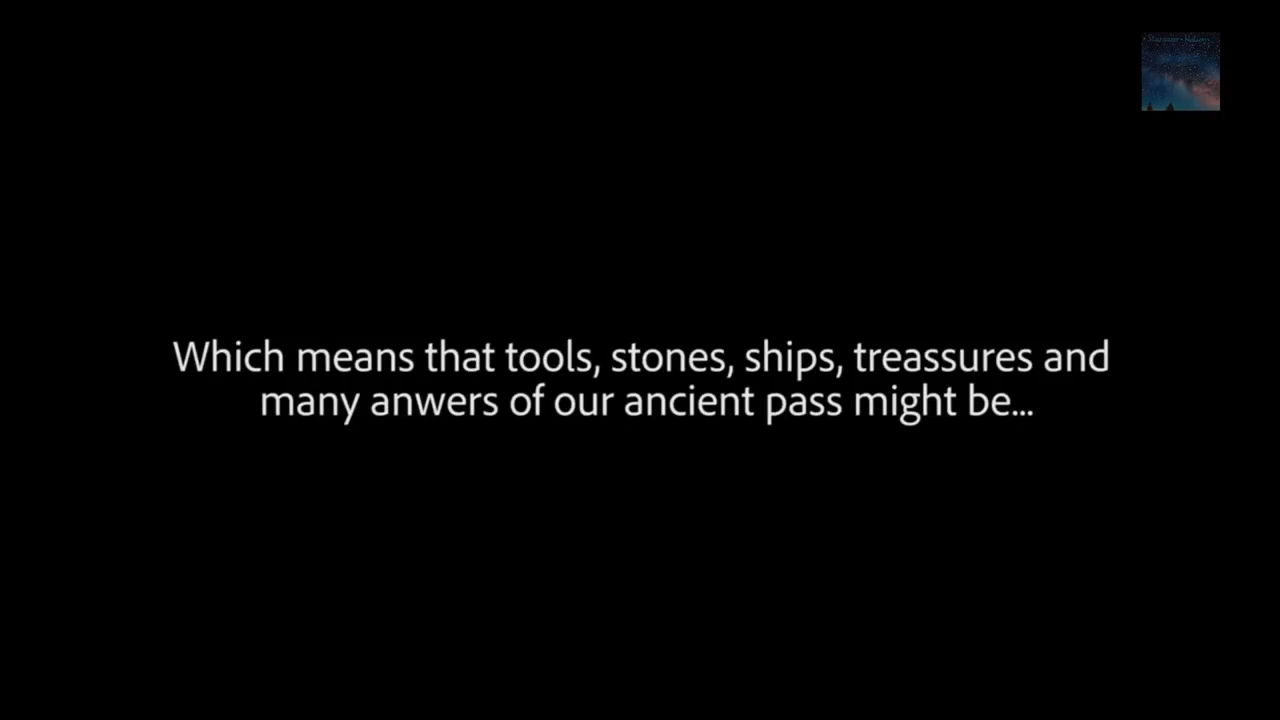 Which means that tools, stones, ships, treassures and
many anwers of our ancient pass might be...